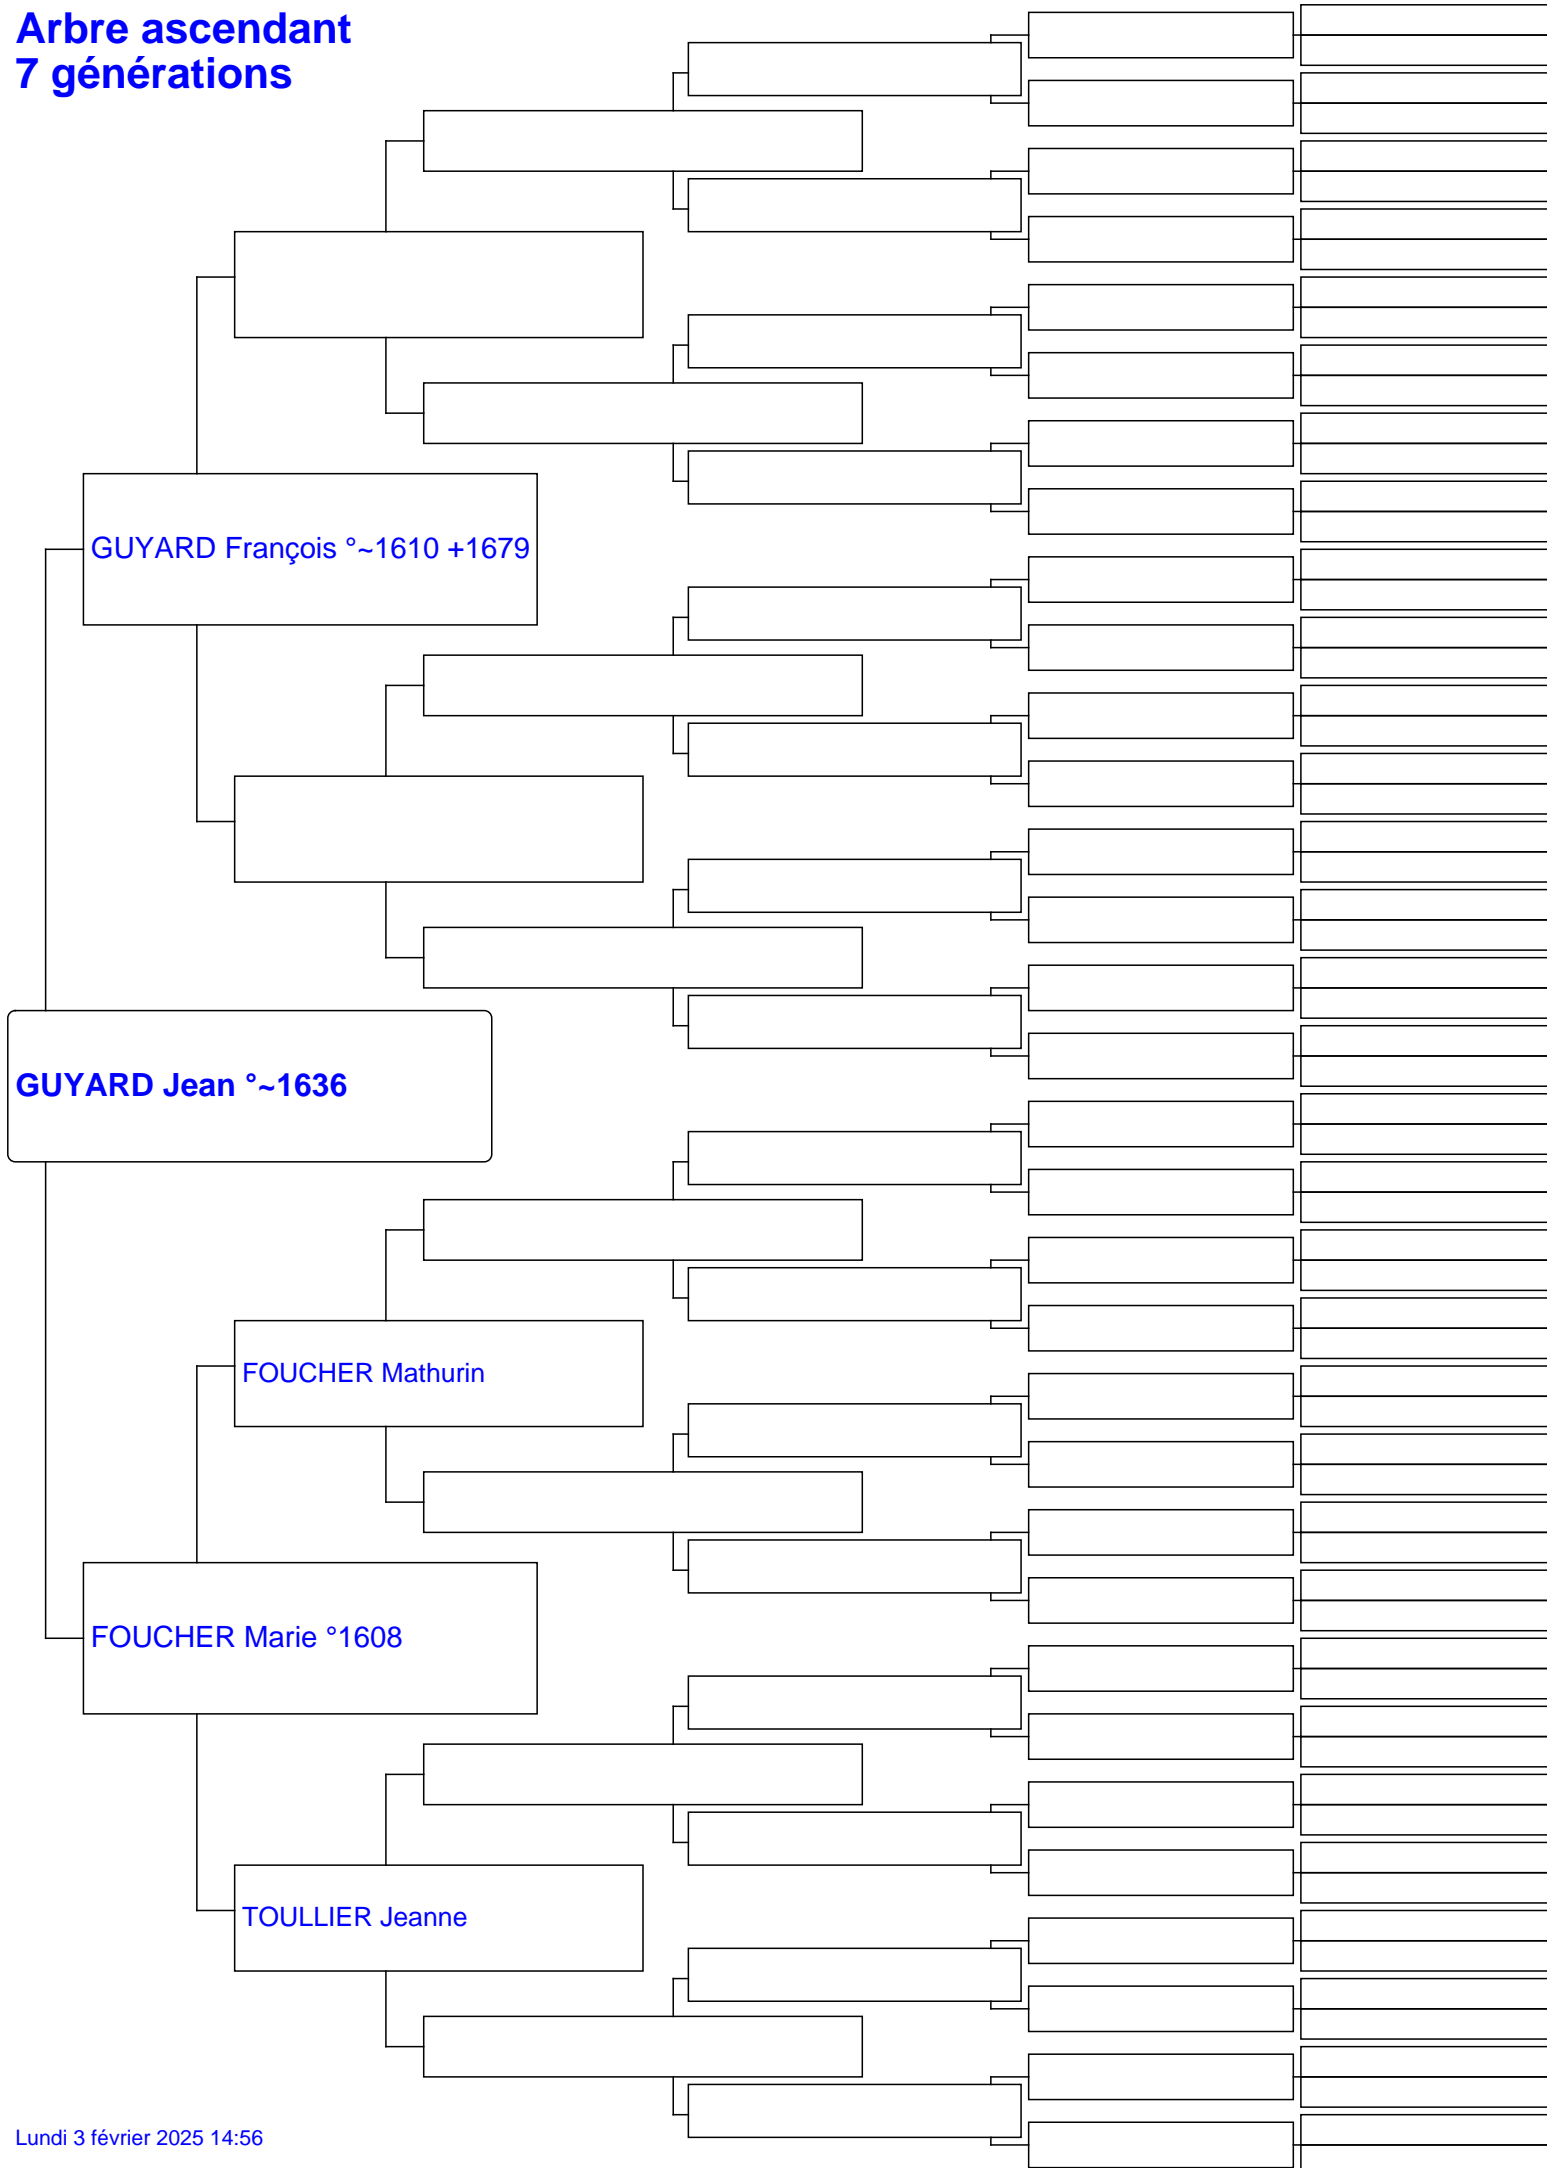 Arbre ascendant
7 générations
GUYARD François °~1610 +1679
GUYARD Jean °~1636
FOUCHER Mathurin
FOUCHER Marie °1608
TOULLIER Jeanne
Lundi 3 février 2025 14:56